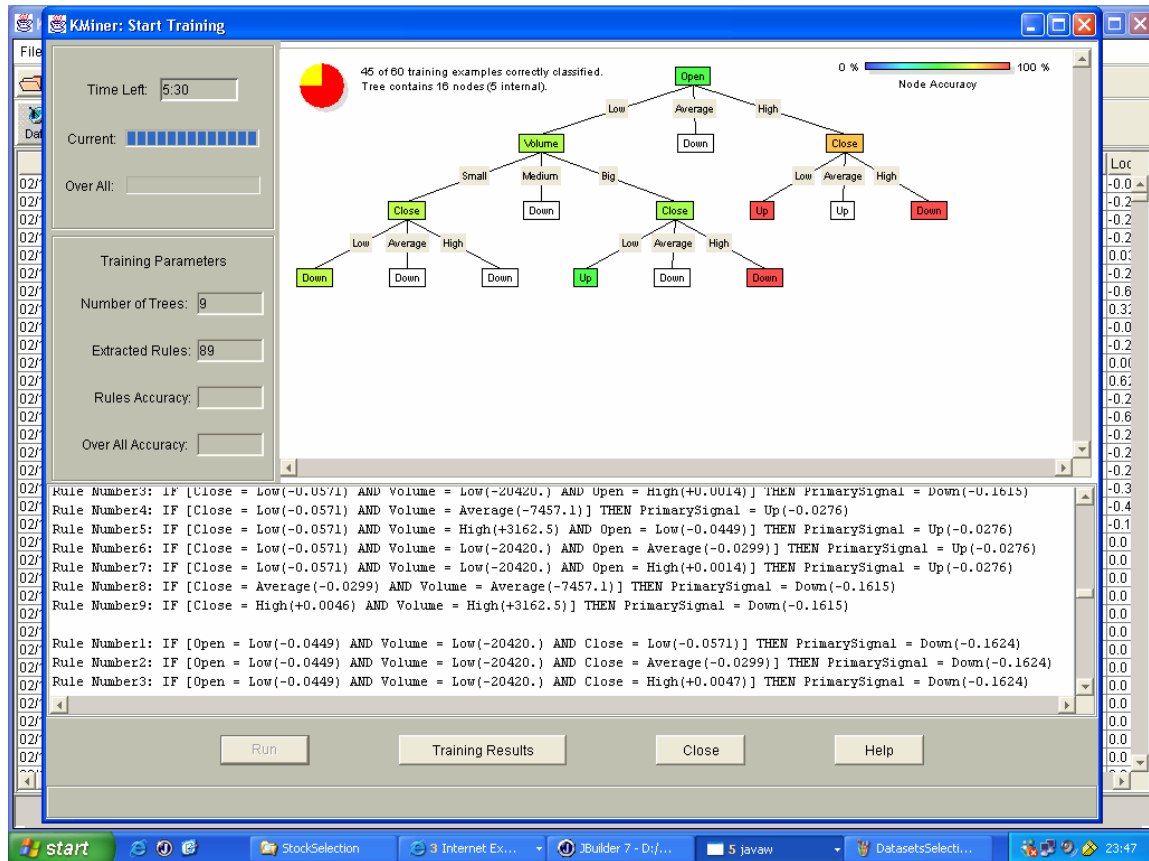 KMiner: Start Training
File
Time Left: 5:30
Current:
Over All:
Training Parameters
Number of Trees: 9
Extracted Rules: 89
Rules Accuracy:
Over All Accuracy:
45 of 60 training examples correctly classified.
Tree contains 16 nodes (5 internal).
0 % 100 %
Node Accuracy
Open
Low Average High
Volume Down Close
Small Medium Big Low Average High
Close Down Close Up Up Down
Low Average High Low Average High
Down Down Down Up Down Down
Rule Number3: IF [Close = Low(-0.0571) AND Volume = Low(-20420.) AND Open = High(+0.0014)] THEN PrimarySignal = Down(-0.1615)
Rule Number4: IF [Close = Low(-0.0571) AND Volume = Average(-7457.1)] THEN PrimarySignal = Up(-0.0276)
Rule Number5: IF [Close = Low(-0.0571) AND Volume = High(+3162.5) AND Open = Low(-0.0449)] THEN PrimarySignal = Up(-0.0276)
Rule Number6: IF [Close = Low(-0.0571) AND Volume = Low(-20420.) AND Open = Average(-0.0299)] THEN PrimarySignal = Up(-0.0276)
Rule Number7: IF [Close = Low(-0.0571) AND Volume = Low(-20420.) AND Open = High(+0.0014)] THEN PrimarySignal = Up(-0.0276)
Rule Number8: IF [Close = Average(-0.0299) AND Volume = Average(-7457.1)] THEN PrimarySignal = Down(-0.1615)
Rule Number9: IF [Close = High(+0.0046) AND Volume = High(+3162.5)] THEN PrimarySignal = Down(-0.1615)
Rule Number1: IF [Open = Low(-0.0449) AND Volume = Low(-20420.) AND Close = Low(-0.0571)] THEN PrimarySignal = Down(-0.1624)
Rule Number2: IF [Open = Low(-0.0449) AND Volume = Low(-20420.) AND Close = Average(-0.0299)] THEN PrimarySignal = Down(-0.1624)
Rule Number3: IF [Open = Low(-0.0449) AND Volume = Low(-20420.) AND Close = High(+0.0047)] THEN PrimarySignal = Down(-0.1624)
Run Training Results Close Help
start StockSelection 3 Internet Ex... JBuilder 7 - D:/... 5 javaw DatasetsSelecti... 23:47